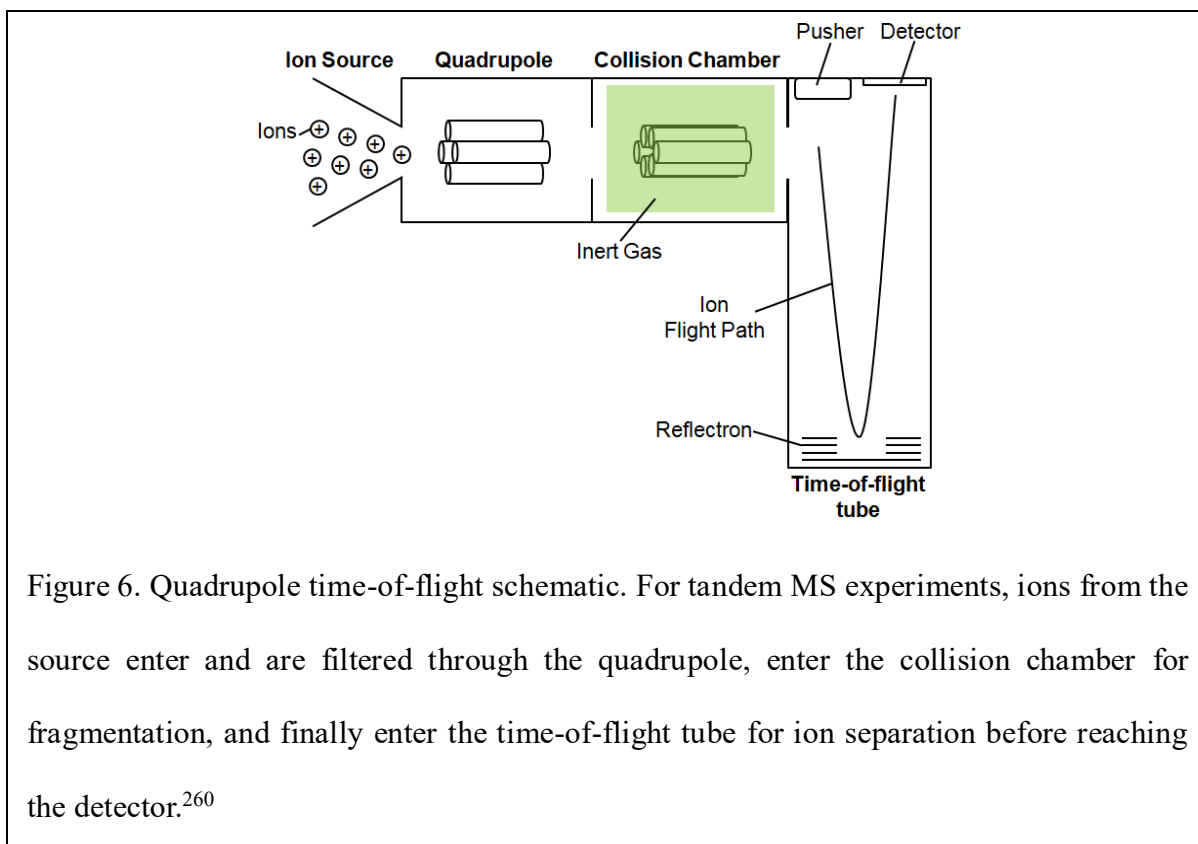 Pusher Detector
Ion Source Quadrupole Collision Chamber
Ions
+ + + + + + + + +
Inert Gas
Ion
Flight Path
Reflectron
Time-of-flight
tube
Figure 6. Quadrupole time-of-flight schematic. For tandem MS experiments, ions from the
source enter and are filtered through the quadrupole, enter the collision chamber for
fragmentation, and finally enter the time-of-flight tube for ion separation before reaching
the detector.260